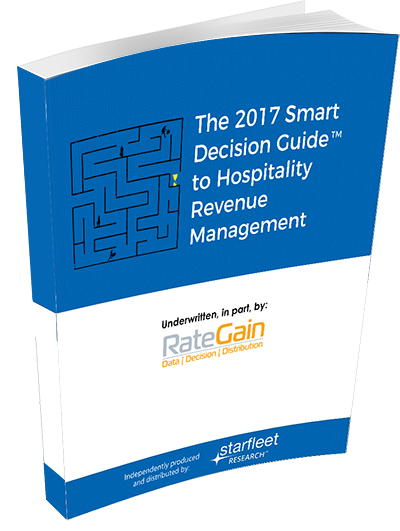 The 2017 Smart
Decision Guide™
to Hospitality
Revenue
Management
Underwritten, in part, by:
RateGain
Data | Decision | Distribution
Independently produced
and distributed by:
starfleet
RESEARCH™